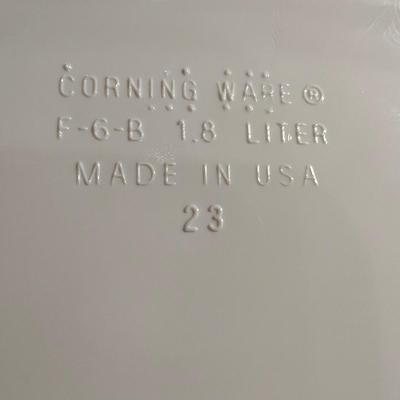 CORNING WARE®
F-6-B 1.8 LITER
MADE IN USA
23